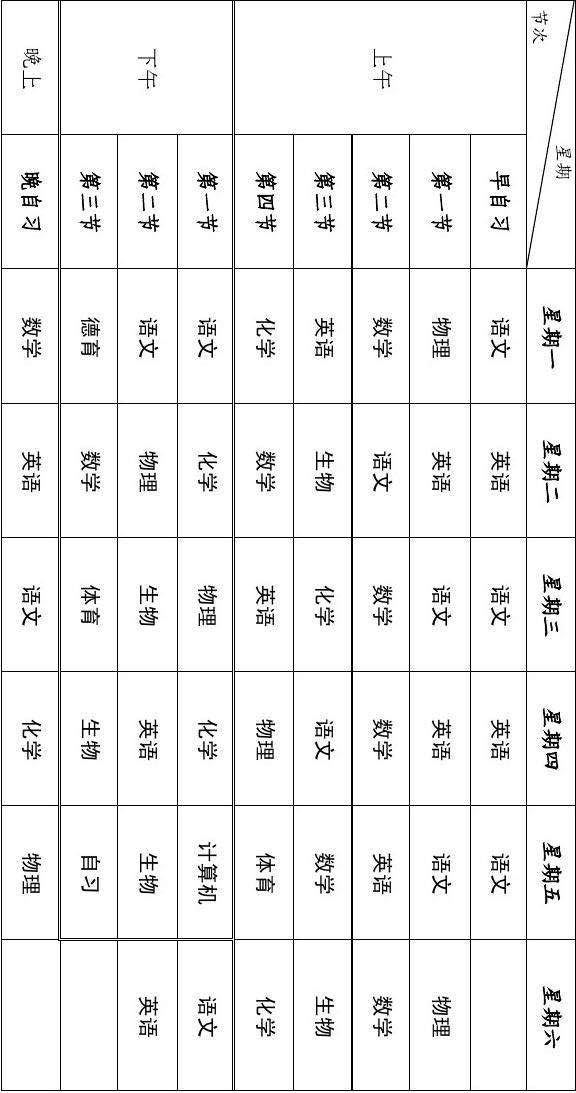 节次 星期 星期一 星期二 星期三 星期四 星期五 星期六
上午 早自习 语文 英语 语文 英语 语文
第一节 物理 英语 语文 英语 语文 物理
第二节 数学 语文 数学 数学 英语 数学
第三节 英语 生物 化学 语文 数学 生物
第四节 化学 数学 英语 物理 体育 化学
下午 第一节 语文 化学 物理 化学 计算机 语文
第二节 语文 物理 生物 英语 生物 英语
第三节 德育 数学 体育 生物 自习
晚上 晚自习 数学 英语 语文 化学 物理